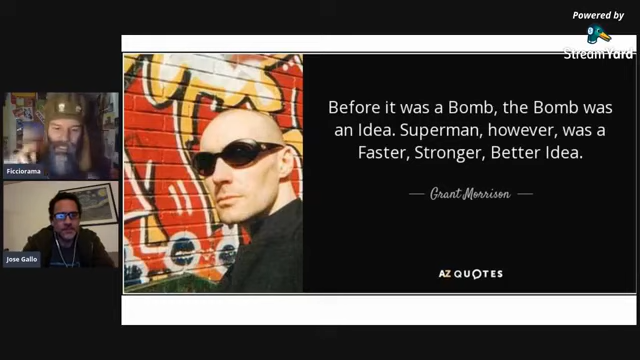 Powered by
StreamYard
Before it was a Bomb, the Bomb was
an Idea. Superman, however, was a
Faster, Stronger, Better Idea.
Grant Morrison
AZ QUOTES
Ficciorama
Jose Gallo